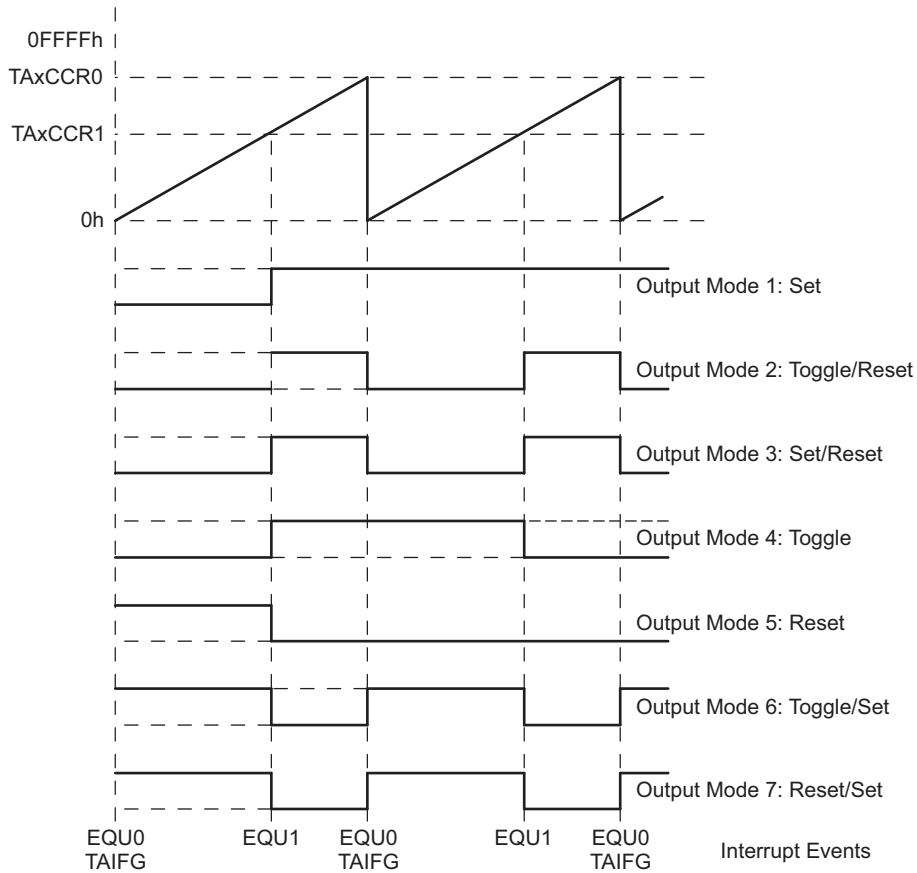 0FFFFh
TAxCCR0
TAxCCR1
0h
Output Mode 1: Set
Output Mode 2: Toggle/Reset
Output Mode 3: Set/Reset
Output Mode 4: Toggle
Output Mode 5: Reset
Output Mode 6: Toggle/Set
Output Mode 7: Reset/Set
EQU0 EQU1 EQU0 EQU1 EQU0
TAIFG TAIFG TAIFG
Interrupt Events